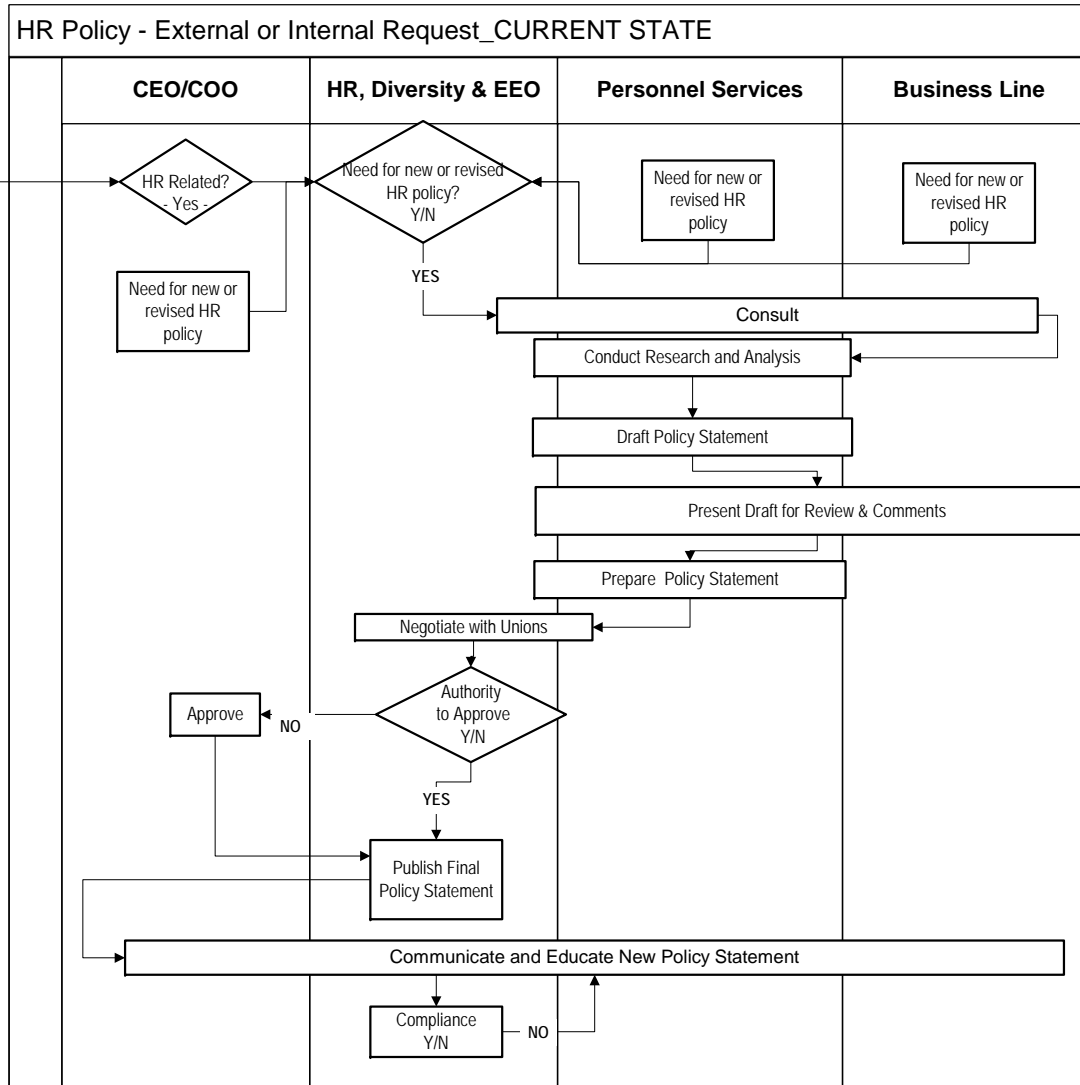 HR Policy - External or Internal Request_CURRENT STATE
CEO/COO
HR, Diversity & EEO
Personnel Services
Business Line
HR Related?
- Yes -
Need for new or revised
HR policy?
Y/N
Need for new or
revised HR
policy
Need for new or
revised HR
policy
YES
Need for new or
revised HR
policy
Consult
Conduct Research and Analysis
Draft Policy Statement
Present Draft for Review & Comments
Prepare Policy Statement
Negotiate with Unions
Authority
to Approve
Y/N
Approve
NO
YES
Publish Final
Policy Statement
Communicate and Educate New Policy Statement
Compliance
Y/N
NO